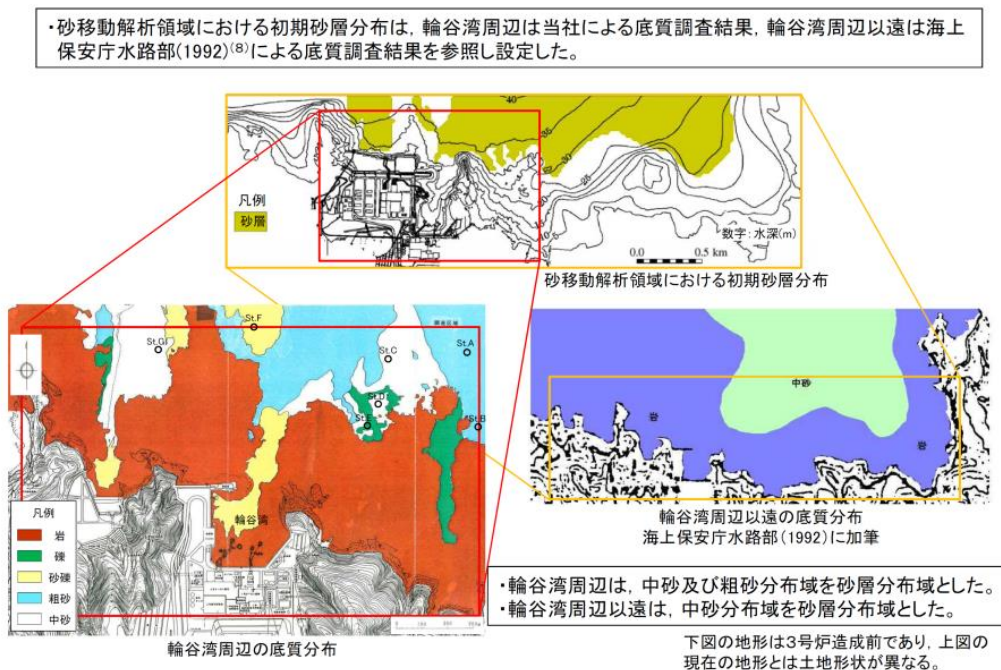 ・砂移動解析領域における初期砂層分布は，輪谷湾周辺は当社による底質調査結果，輪谷湾周辺以遠は海上
保安庁水路部(1992)⁽⁸⁾による底質調査結果を参照し設定した。
40
35
30
25
凡例
砂層
数字：水深(m)
0.0 0.5 km
砂移動解析領域における初期砂層分布
St.F
St.G
St.C
St.A
St.D
St.E
St.B
輪谷湾
凡例
岩
礫
砂礫
粗砂
中砂
輪谷湾周辺の底質分布
中砂
岩
岩
輪谷湾周辺以遠の底質分布
海上保安庁水路部(1992)に加筆
・輪谷湾周辺は，中砂及び粗砂分布域を砂層分布域とした。
・輪谷湾周辺以遠は，中砂分布域を砂層分布域とした。
下図の地形は３号炉造成前であり，上図の
現在の地形とは土地形状が異なる。